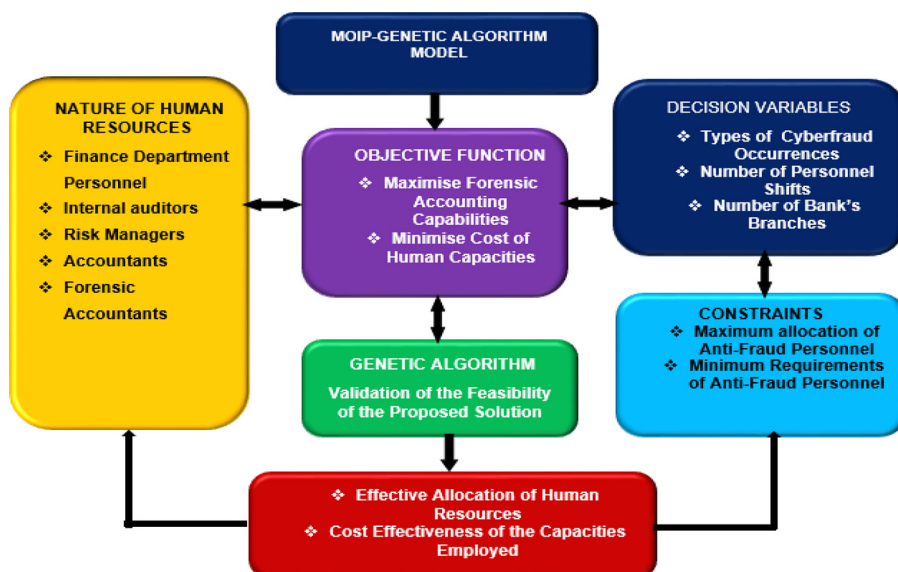 MOIP-GENETIC ALGORITHM
MODEL
NATURE OF HUMAN
RESOURCES
❖ Finance Department
Personnel
❖ Internal auditors
❖ Risk Managers
❖ Accountants
❖ Forensic
Accountants
OBJECTIVE FUNCTION
❖ Maximise Forensic
Accounting
Capabilities
❖ Minimise Cost of
Human Capacities
DECISION VARIABLES
❖ Types of Cyberfraud
Occurrences
❖ Number of Personnel
Shifts
❖ Number of Bank's
Branches
GENETIC ALGORITHM
Validation of the Feasibility
of the Proposed Solution
CONSTRAINTS
❖ Maximum allocation of
Anti-Fraud Personnel
❖ Minimum Requirements
of Anti-Fraud Personnel
❖ Effective Allocation of Human
Resources
❖ Cost Effectiveness of the Capacities
Employed